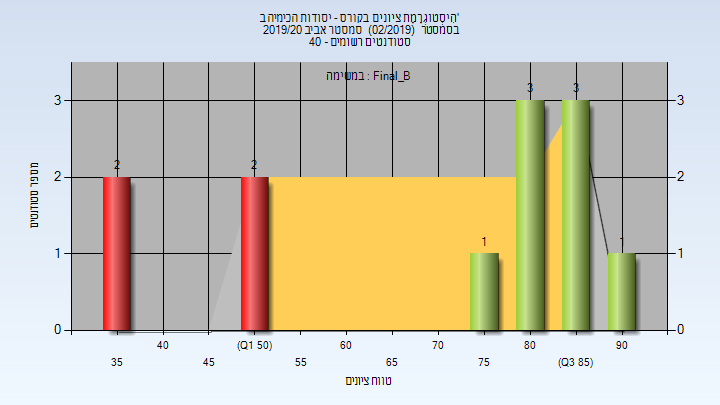 היסטוגרמת ציונים בקורס - יסודות הכימיה ב'
בסמסטר (02/2019) סמסטר אביב 2019/20
סטודנטים רשומים - 40
במשימה : Final_B
מספר סטודנטים
3 3
2 2
1 1
0 0
2 2 1 3 3 1
40 (Q1 50) 60 70 80 90
35 45 55 65 75 (Q3 85)
טווח ציונים